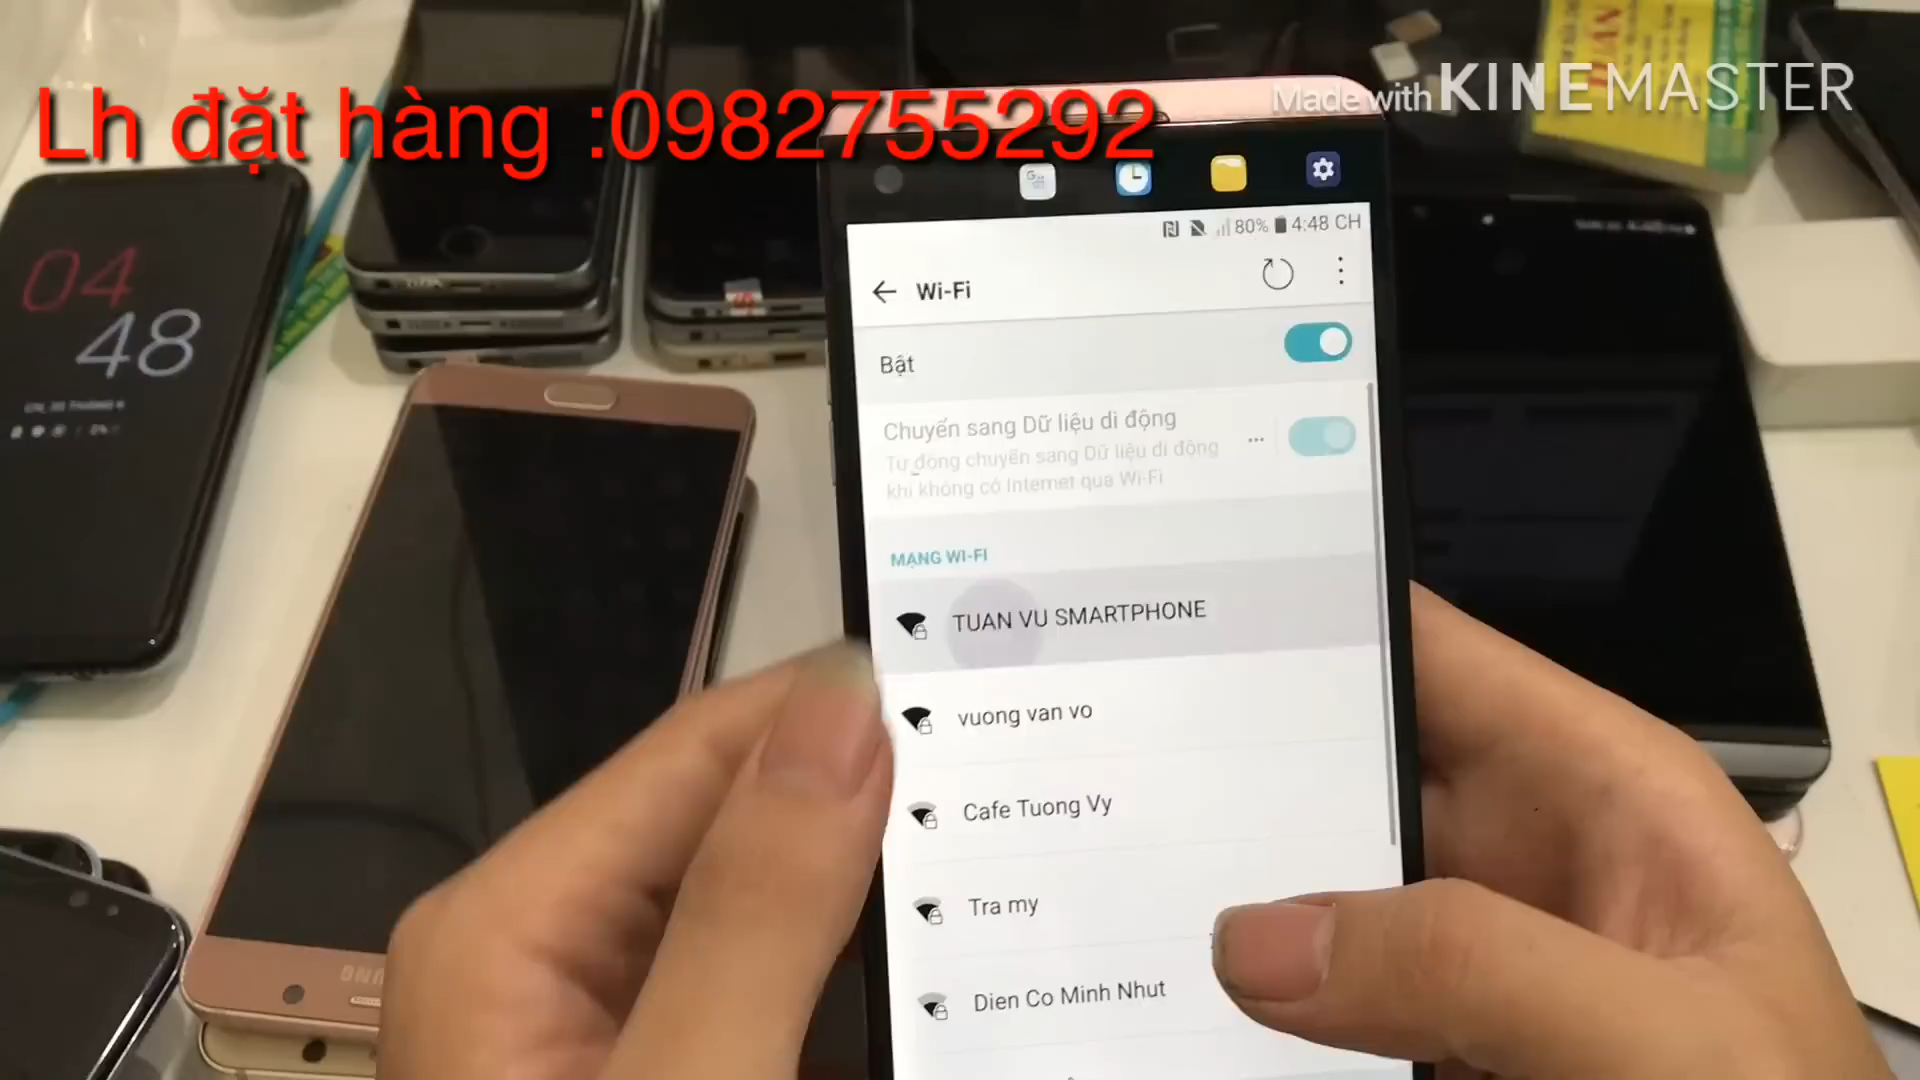 Lh đặt hàng :0982755292
Made with KINEMASTER
80% 4:48 CH
Wi-Fi
Bật
Chuyển sang Dữ liệu di động
Tự động chuyển sang Dữ liệu di động
khi không có Internet qua Wi-Fi
MẠNG WI-FI
TUAN VU SMARTPHONE
vuong van vo
Cafe Tuong Vy
Tra my
Dien Co Minh Nhut
04
48